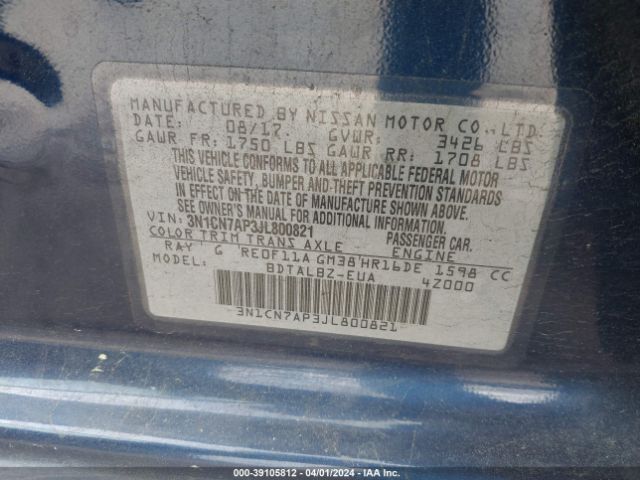 MANUFACTURED BY NISSAN MOTOR CO., LTD.
DATE: 08/17 GVWR: 3426 LBS
GAWR FR: 1750 LBS GAWR RR: 1708 LBS
THIS VEHICLE CONFORMS TO ALL APPLICABLE FEDERAL MOTOR
VEHICLE SAFETY, BUMPER AND THEFT PREVENTION STANDARDS
IN EFFECT ON THE DATE OF MANUFACTURE SHOWN ABOVE.
SEE OWNER'S MANUAL FOR ADDITIONAL INFORMATION.
VIN: 3N1CN7AP3JL800821 PASSENGER CAR.
COLOR TRIM TRANS AXLE ENGINE
RAY G RE0F11A GM38 HR16DE 1598 CC
MODEL: BDTALBZ-EUA 4Z000
3N1CN7AP3JL800821
000-39105812 - 04/01/2024 - IAA Inc.